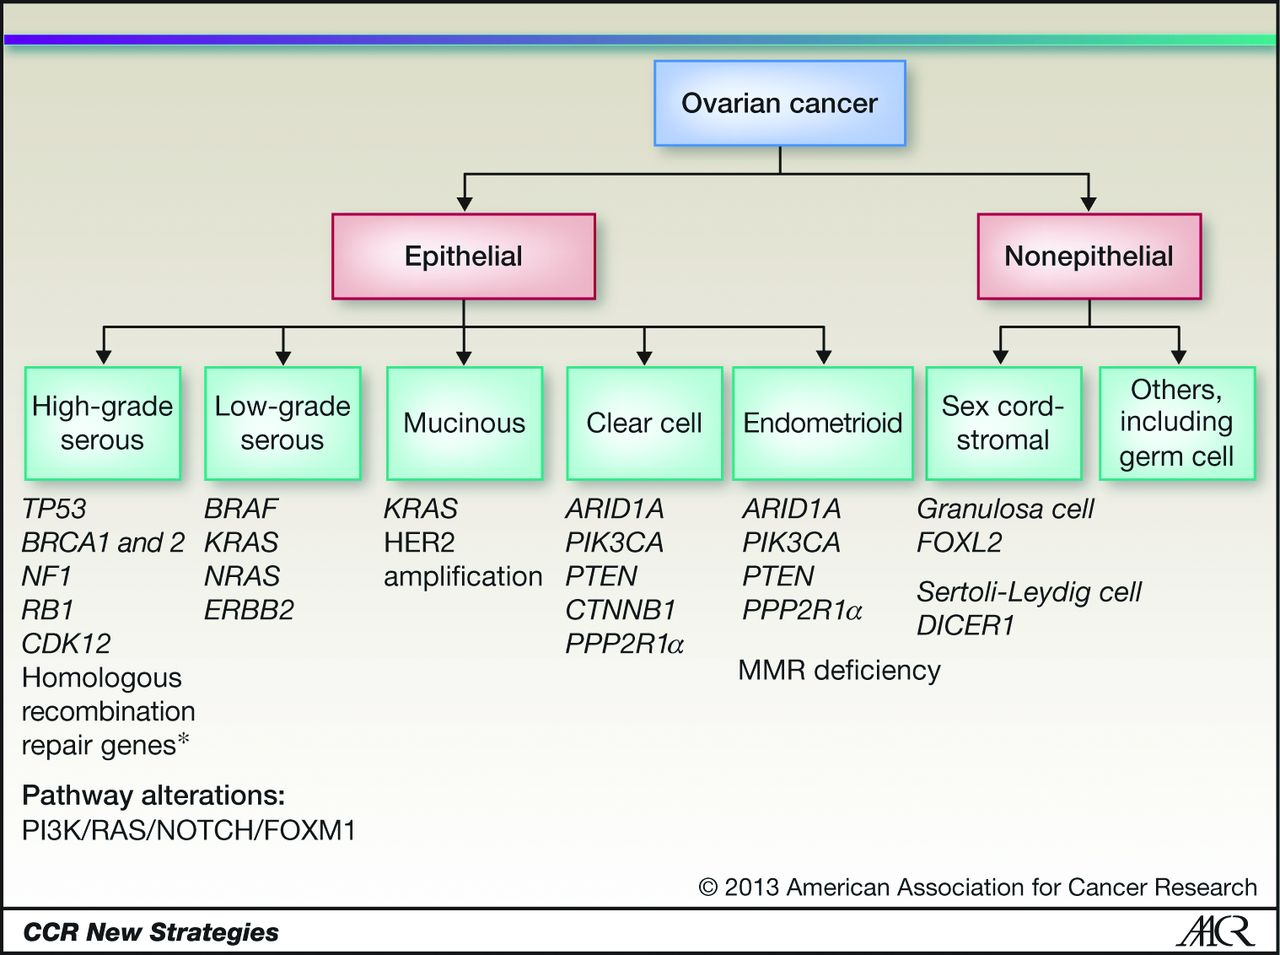 Ovarian cancer
Epithelial
Nonepithelial
High-grade
serous
Low-grade
serous
Mucinous
Clear cell
Endometrioid
Sex cord-
stromal
Others,
including
germ cell
TP53
BRCA1 and 2
NF1
RB1
CDK12
Homologous
recombination
repair genes*
BRAF
KRAS
NRAS
ERBB2
KRAS
HER2
amplification
ARID1A
PIK3CA
PTEN
CTNNB1
PPP2R1α
ARID1A
PIK3CA
PTEN
PPP2R1α
MMR deficiency
Granulosa cell
FOXL2
Sertoli-Leydig cell
DICER1
Pathway alterations:
PI3K/RAS/NOTCH/FOXM1
© 2013 American Association for Cancer Research
CCR New Strategies
AACR